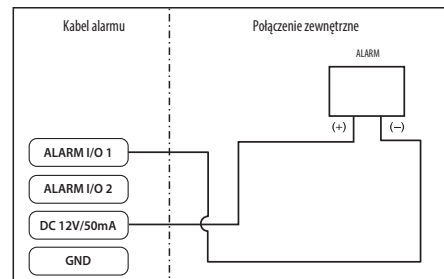 Kabel alarmu
Połączenie zewnętrzne
ALARM
(+)
(−)
ALARM I/O 1
ALARM I/O 2
DC 12V/50mA
GND